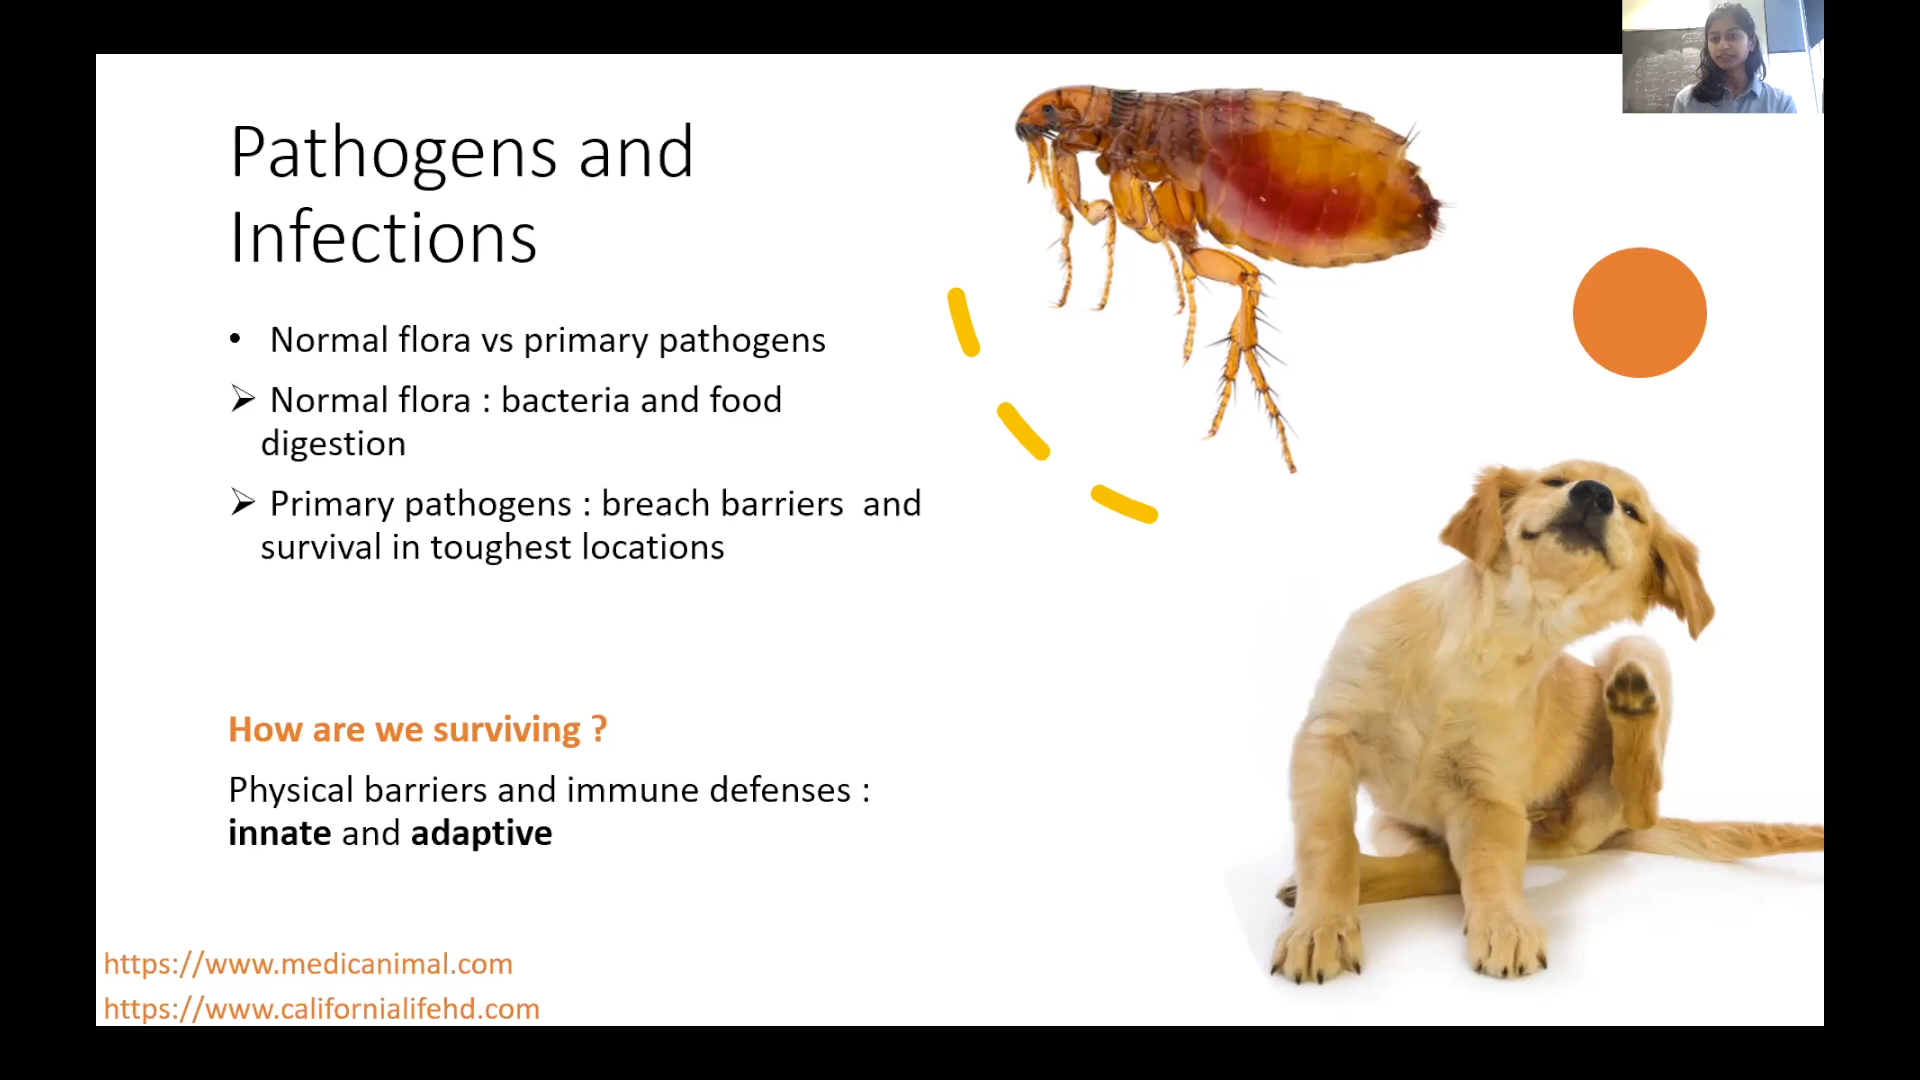 Pathogens and
Infections
• Normal flora vs primary pathogens
➢ Normal flora : bacteria and food
digestion
➢ Primary pathogens : breach barriers  and
survival in toughest locations
How are we surviving ?
Physical barriers and immune defenses :
innate and adaptive
https://www.medicanimal.com
https://www.californialifehd.com